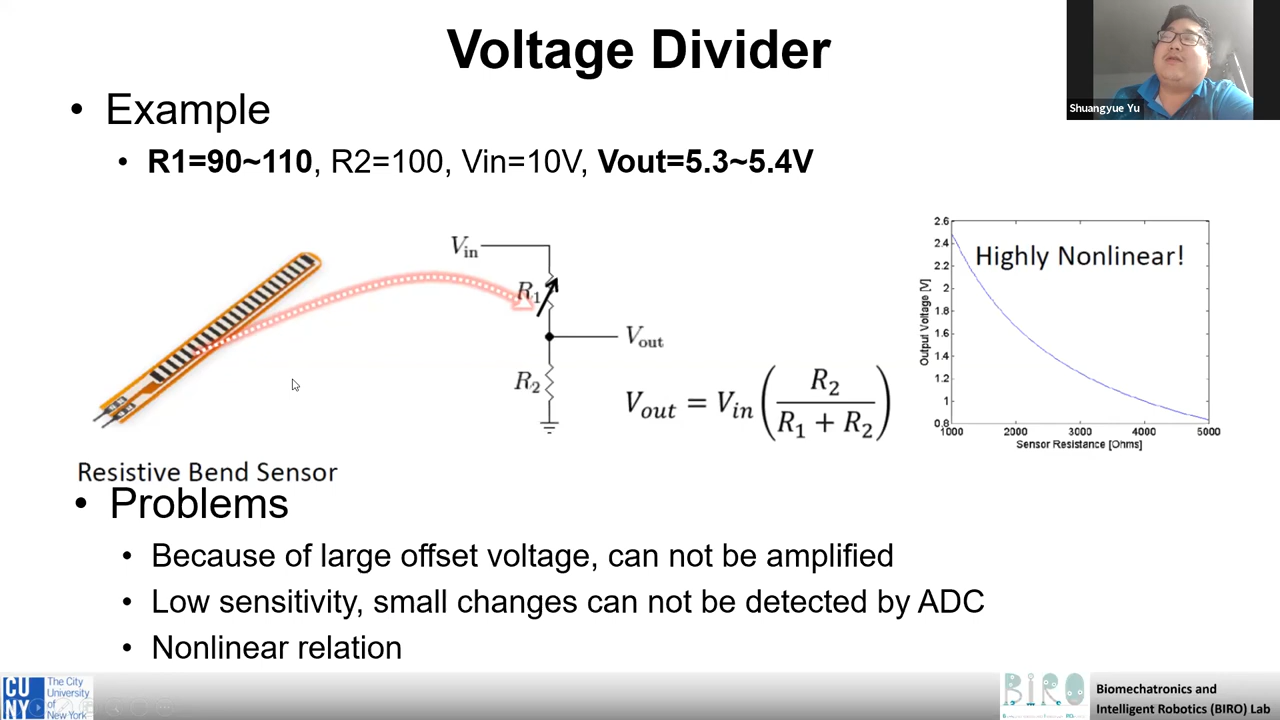 Voltage Divider
Shuangyue Yu
• Example
• R1=90~110, R2=100, Vin=10V, Vout=5.3~5.4V
Vin
R1
Vout
R2
Vout = Vin (R2 / (R1 + R2))
Highly Nonlinear!
Output Voltage [V]
2.6
2.4
2.2
2
1.8
1.6
1.4
1.2
1
0.8
1000 2000 3000 4000 5000
Sensor Resistance [Ohms]
Resistive Bend Sensor
• Problems
• Because of large offset voltage, can not be amplified
• Low sensitivity, small changes can not be detected by ADC
• Nonlinear relation
CU
NY
The City
University
of
New York
BIRO
Biomechatronics and
Intelligent Robotics (BIRO) Lab